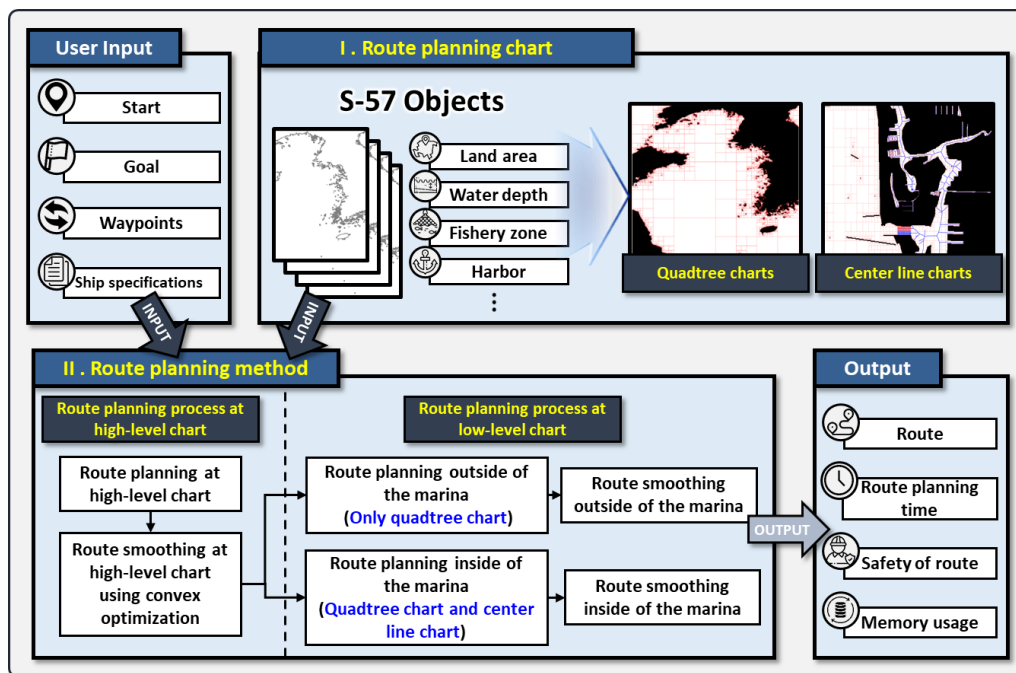 User Input
Start
Goal
Waypoints
Ship specifications
INPUT
I . Route planning chart
S-57 Objects
Land area
Water depth
Fishery zone
Harbor
⋮
Quadtree charts
Center line charts
INPUT
II . Route planning method
Route planning process at
high-level chart
Route planning at
high-level chart
Route smoothing at
high-level chart
using convex
optimization
Route planning process at
low-level chart
Route planning outside of
the marina
(Only quadtree chart)
Route smoothing
outside of the marina
Route planning inside of
the marina
(Quadtree chart and center
line chart)
Route smoothing
inside of the marina
OUTPUT
Output
Route
Route planning
time
Safety of route
Memory usage